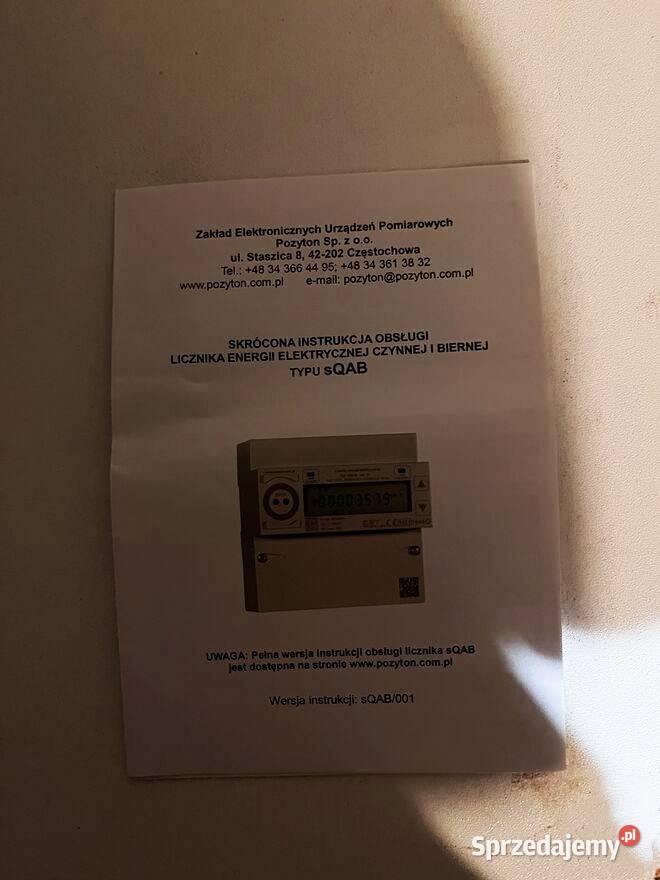 Zakład Elektronicznych Urządzeń Pomiarowych
Pozyton Sp. z o.o.
ul. Staszica 8, 42-202 Częstochowa
Tel.: +48 34 366 44 95; +48 34 361 38 32
www.pozyton.com.pl e-mail: pozyton@pozyton.com.pl
SKRÓCONA INSTRUKCJA OBSŁUGI
LICZNIKA ENERGII ELEKTRYCZNEJ CZYNNEJ I BIERNEJ
TYPU sQAB
UWAGA: Pełna wersja instrukcji obsługi licznika sQAB
jest dostępna na stronie www.pozyton.com.pl
Wersja instrukcji: sQAB/001
Sprzedajemy.pl